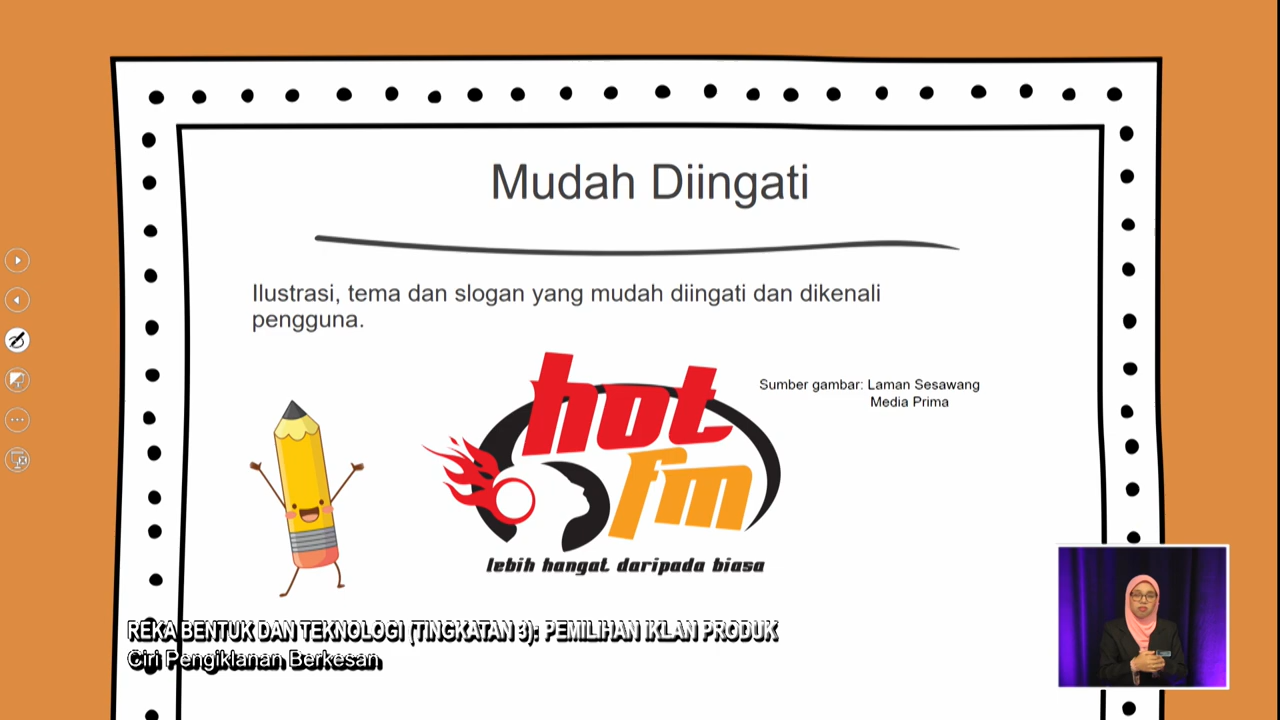 Mudah Diingati
Ilustrasi, tema dan slogan yang mudah diingati dan dikenali
pengguna.
Sumber gambar: Laman Sesawang
Media Prima
hot
fm
lebih hangat daripada biasa
REKA BENTUK DAN TEKNOLOGI (TINGKATAN 3): PEMILIHAN IKLAN PRODUK
Ciri Pengiklanan Berkesan